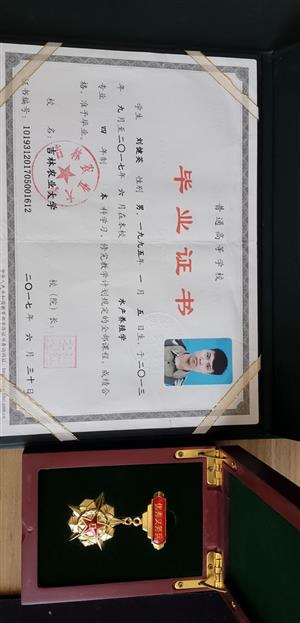 普通高等学校
毕业证书
学生 性别 男,一九九五年 一 月 五 日生,于二〇一三
年 九 月至二〇一七年 六 月在本校 水产养殖学
专业 四 年制 本 科学习,修完教学计划规定的全部课程,成绩合
格,准予毕业。
校 名:吉林农业大学 校(院)长:
证书编号:101931201705001612 二〇一七年 六 月 三十 日
优秀义务兵